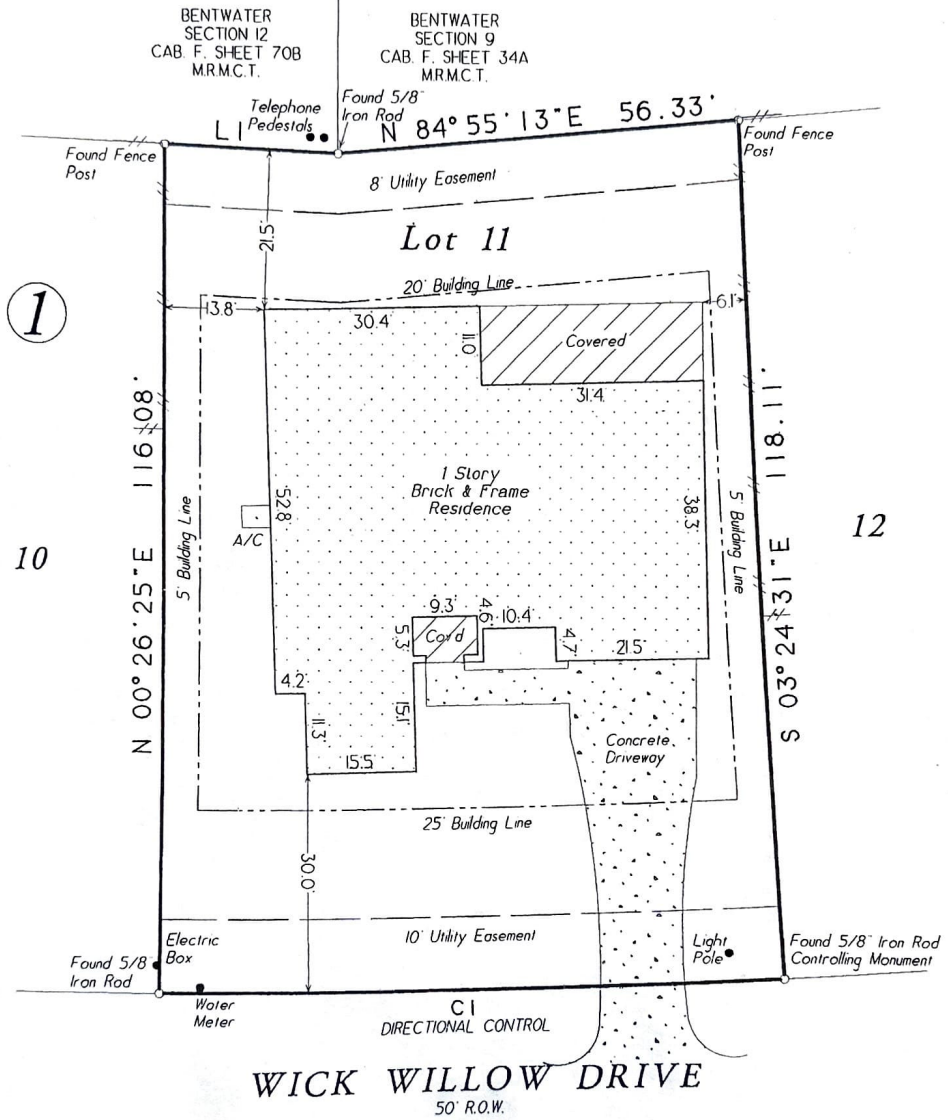 BENTWATER
SECTION 12
CAB. F. SHEET 70B
M.R.M.C.T.
BENTWATER
SECTION 9
CAB. F. SHEET 34A
M.R.M.C.T.
Telephone
Pedestals
Found 5/8"
Iron Rod
L1
N 84°55'13"E 56.33'
Found Fence
Post
Found Fence
Post
8' Utility Easement
21.5'
Lot 11
20' Building Line
1
13.8'
30.4'
6.1'
11.0'
Covered
31.4'
N 00°26'25"E 116.08'
S 03°24'31"E 118.11'
1 Story
Brick & Frame
Residence
52.8'
38.3'
A/C
5' Building Line
5' Building Line
10
12
9.3'
4.6'
10.4'
5.3'
Cov'd
4.7'
21.5'
4.2'
11.3'
15.1'
15.5'
Concrete
Driveway
25' Building Line
30.0'
10' Utility Easement
Electric
Box
Found 5/8"
Iron Rod
Water
Meter
Light
Pole
Found 5/8" Iron Rod
Controlling Monument
C1
DIRECTIONAL CONTROL
WICK WILLOW DRIVE
50' R.O.W.